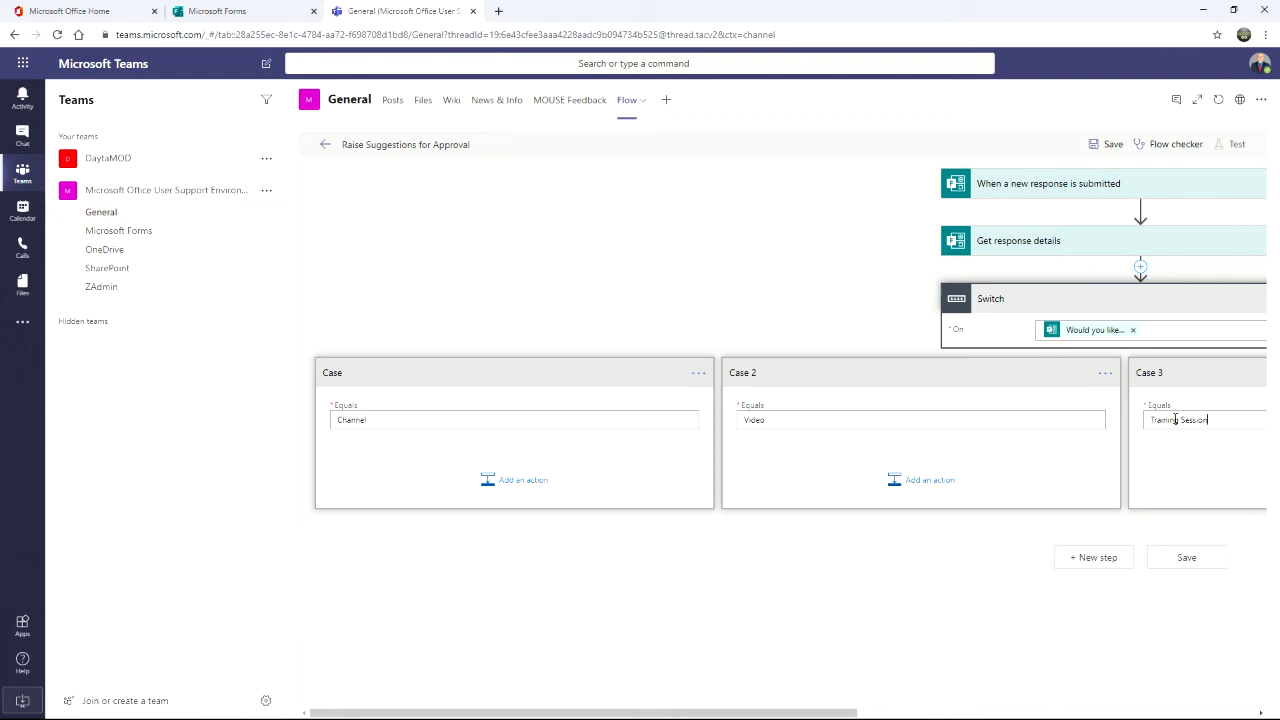 Microsoft Office Home
Microsoft Forms
General (Microsoft Office User S
teams.microsoft.com/_#/tab::28a255ec-8e1c-4784-aa72-f698708d1bd8/General?threadId=19:6e43cfee3aaa4228aadc9b094734b525@thread.tacv2&ctx=channel
Microsoft Teams
Search or type a command
Activity
Chat
Teams
Calendar
Calls
Files
Apps
Help
Teams
Your teams
D
DaytaMOD
M
Microsoft Office User Support Environ...
General
Microsoft Forms
OneDrive
SharePoint
ZAdmin
Hidden teams
Join or create a team
M
General
Posts
Files
Wiki
News & Info
MOUSE Feedback
Flow
Raise Suggestions for Approval
Save
Flow checker
Test
When a new response is submitted
Get response details
Switch
* On
Would you like... ×
Case
* Equals
Channel
Add an action
Case 2
* Equals
Video
Add an action
Case 3
* Equals
Training Session
+ New step
Save